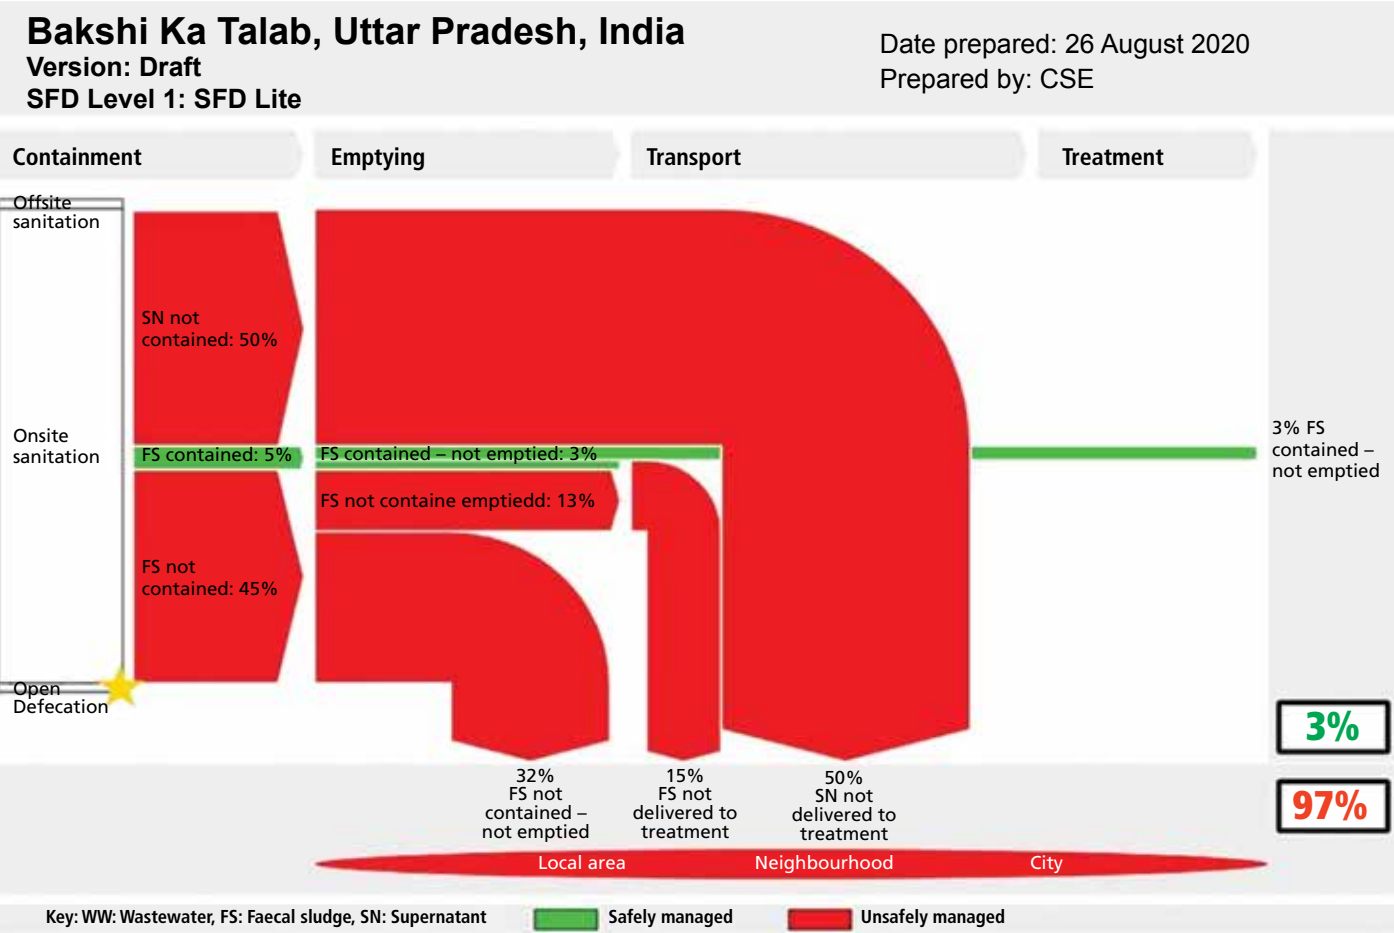 Bakshi Ka Talab, Uttar Pradesh, India
Version: Draft
SFD Level 1: SFD Lite
Date prepared: 26 August 2020
Prepared by: CSE
Containment
Emptying
Transport
Treatment
Offsite
sanitation
SN not
contained: 50%
Onsite
sanitation
FS contained: 5%
FS contained – not emptied: 3%
3% FS
contained –
not emptied
FS not containe emptiedd: 13%
FS not
contained: 45%
Open
Defecation
3%
32%
FS not
contained –
not emptied
15%
FS not
delivered to
treatment
50%
SN not
delivered to
treatment
97%
Local area
Neighbourhood
City
Key: WW: Wastewater, FS: Faecal sludge, SN: Supernatant
Safely managed
Unsafely managed